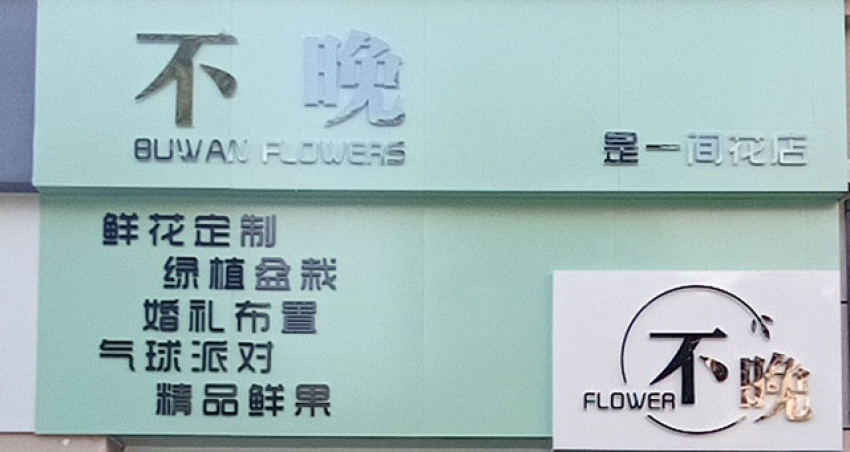 不晚
BUWAN FLOWERS
是一间花店
鲜花定制
绿植盆栽
婚礼布置
气球派对
精品鲜果
不晚
FLOWER